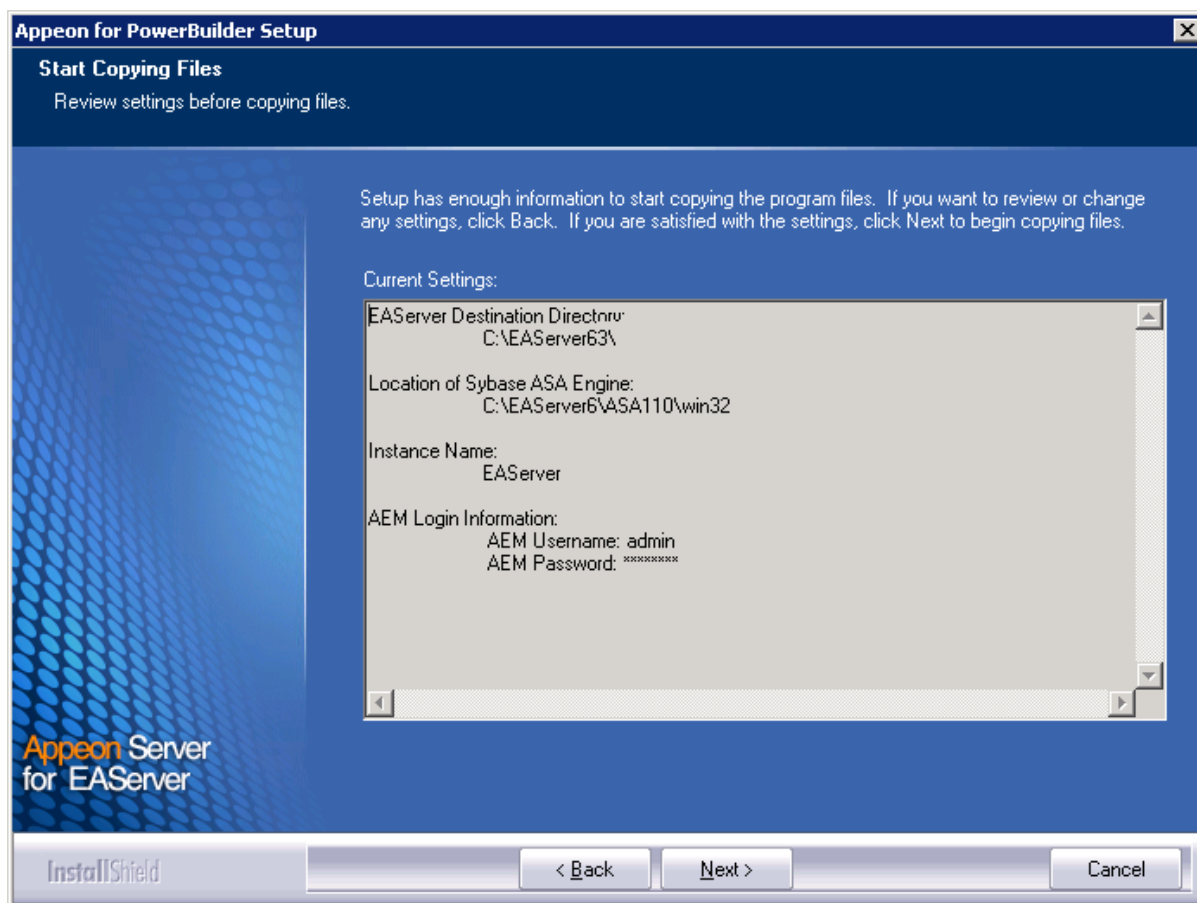 Appeon for PowerBuilder Setup
Start Copying Files
Review settings before copying files.
Setup has enough information to start copying the program files. If you want to review or change
any settings, click Back. If you are satisfied with the settings, click Next to begin copying files.
Current Settings:
EAServer Destination Directory:
C:\EAServer63\
Location of Sybase ASA Engine:
C:\EAServer6\ASA110\win32
Instance Name:
EAServer
AEM Login Information:
AEM Username: admin
AEM Password: ********
Appeon Server
for EAServer
InstallShield
< Back
Next >
Cancel